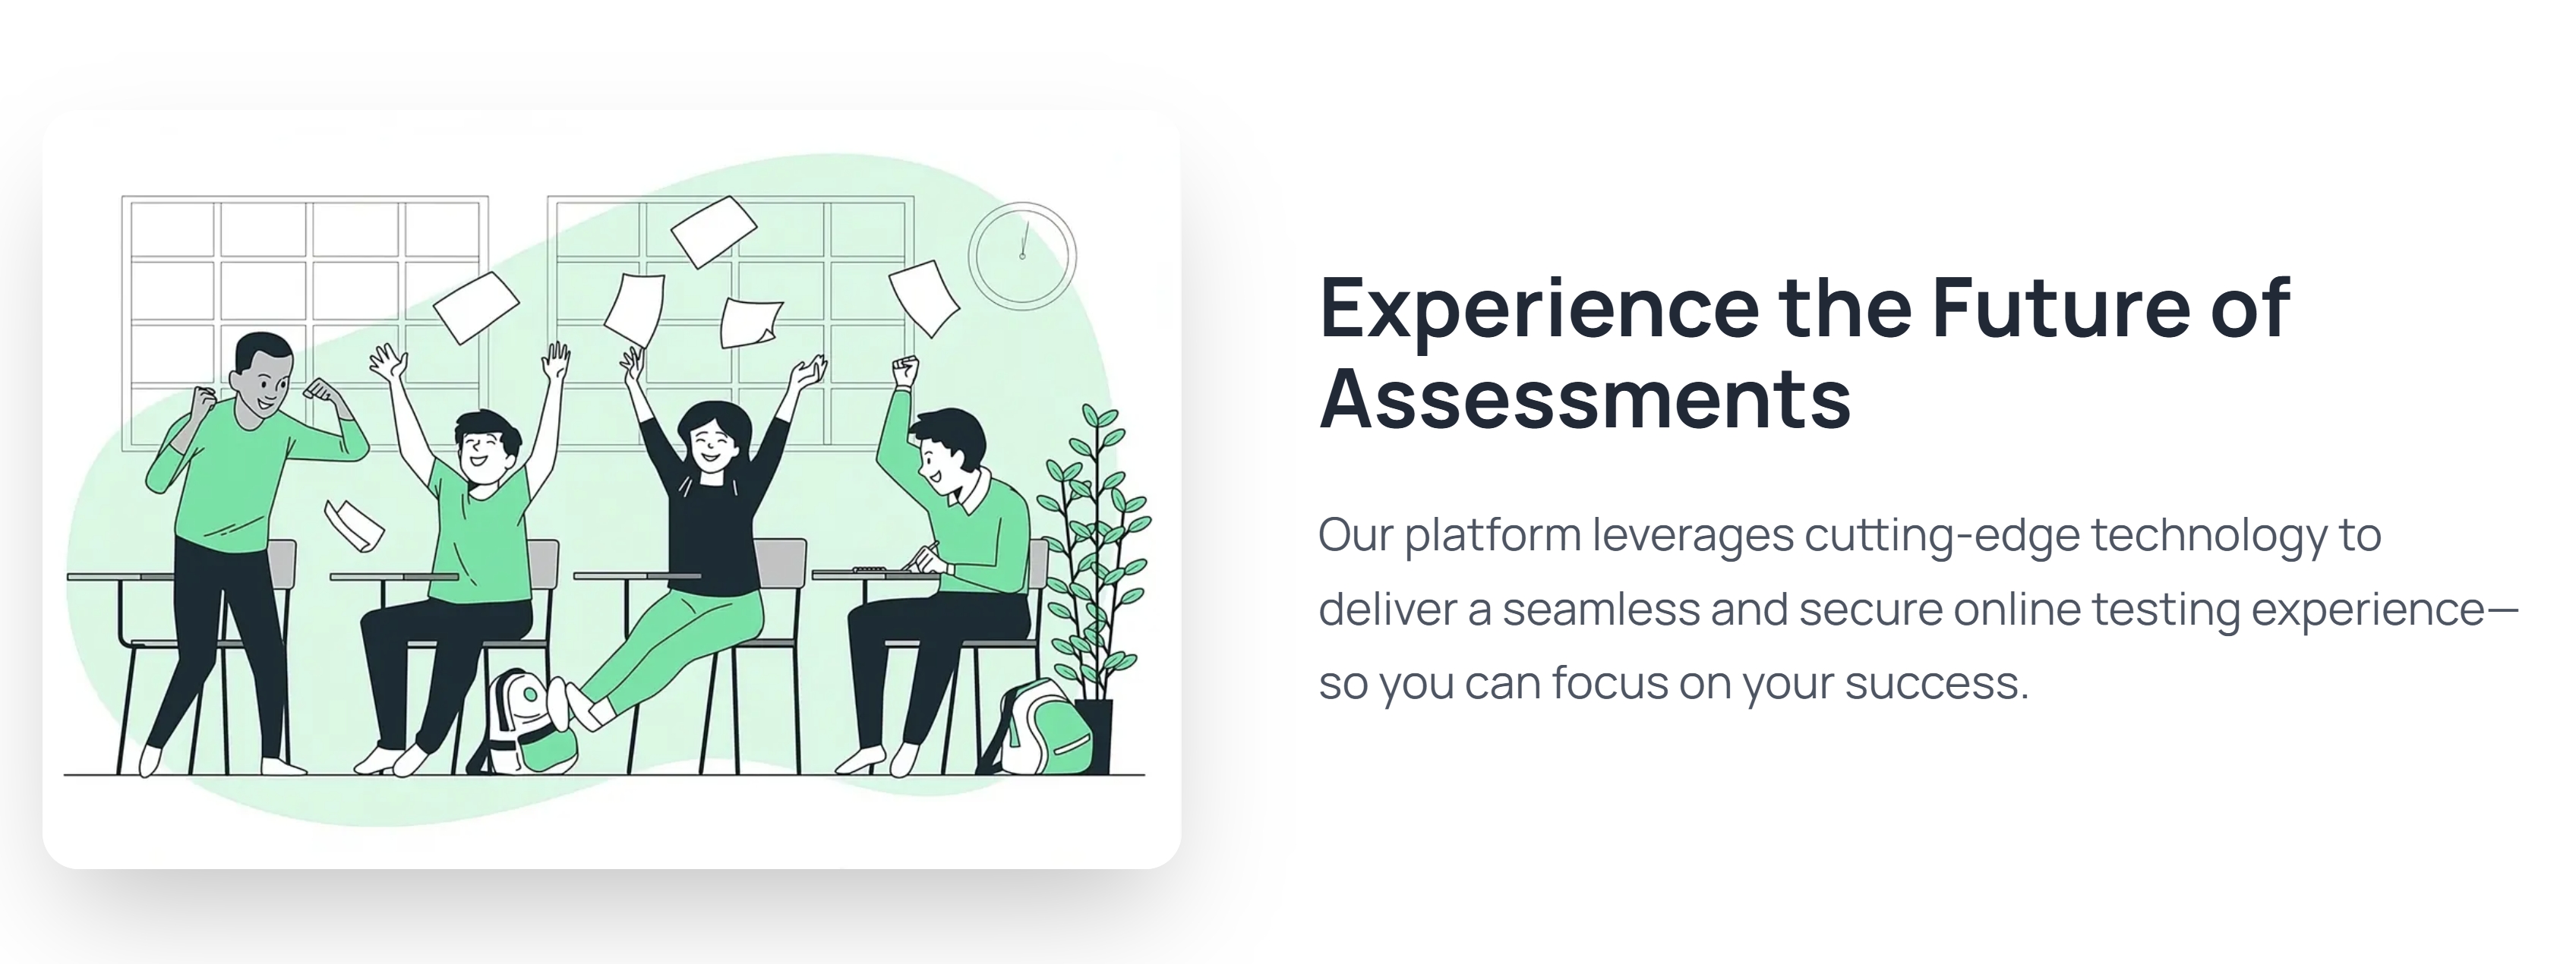 Experience the Future of
Assessments
Our platform leverages cutting-edge technology to
deliver a seamless and secure online testing experience—
so you can focus on your success.